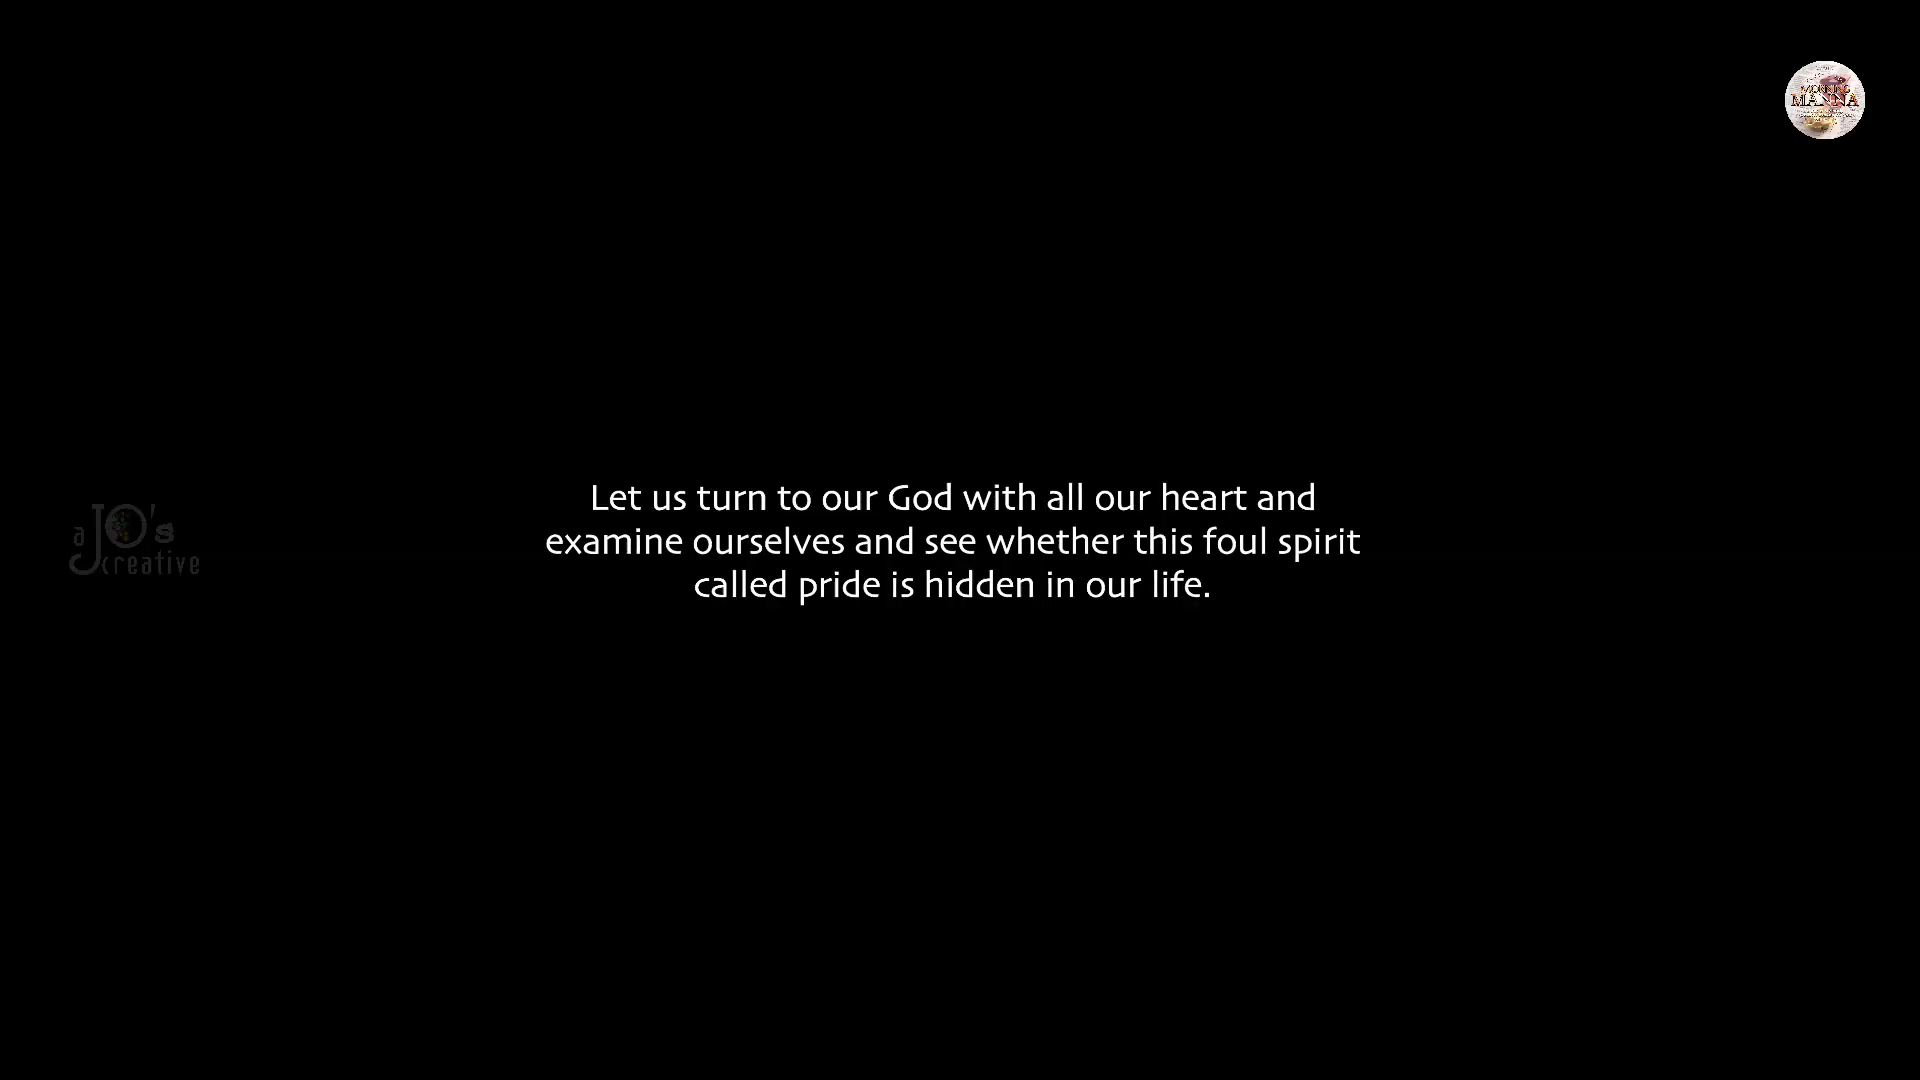 MORNING
MANNA
Let us turn to our God with all our heart and
examine ourselves and see whether this foul spirit
called pride is hidden in our life.
a JO's
creative